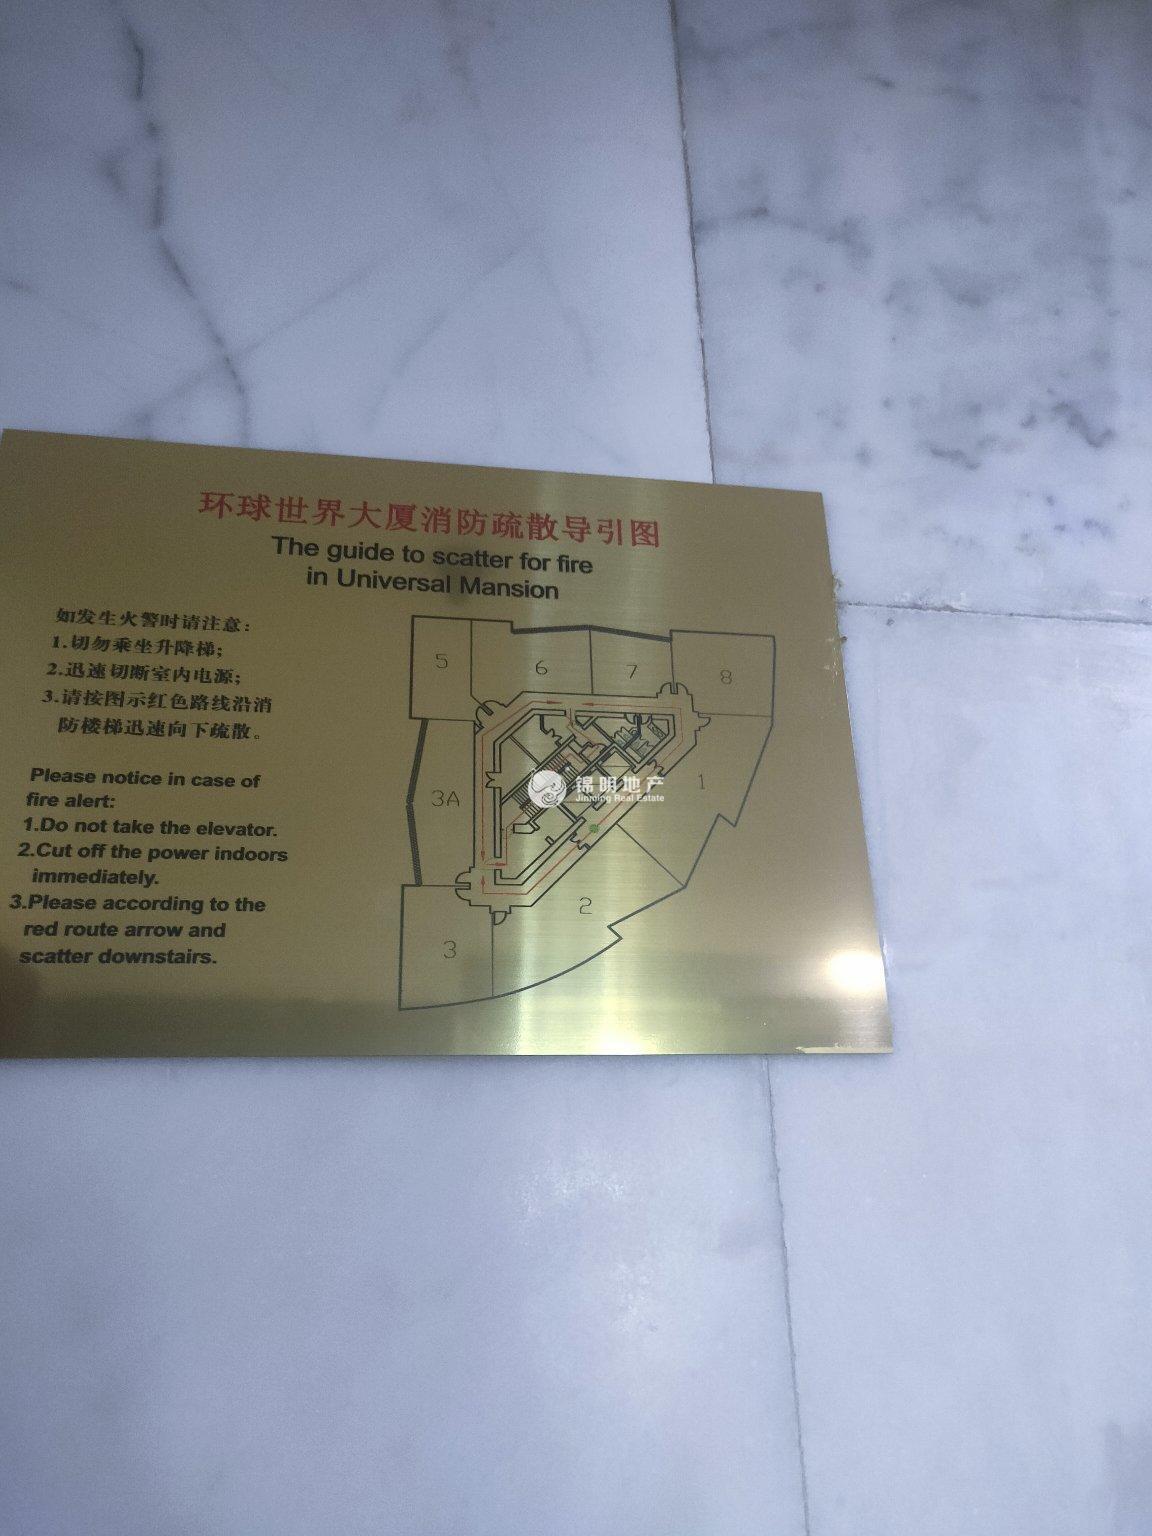 环球世界大厦消防疏散导引图
The guide to scatter for fire
in Universal Mansion
如发生火警时请注意：
1.切勿乘坐升降梯；
2.迅速切断室内电源；
3.请按图示红色路线沿消
防楼梯迅速向下疏散。
Please notice in case of
fire alert:
1.Do not take the elevator.
2.Cut off the power indoors
immediately.
3.Please according to the
red route arrow and
scatter downstairs.
5
6
7
8
3A
1
2
3
锦明地产
Jinming Real Estate